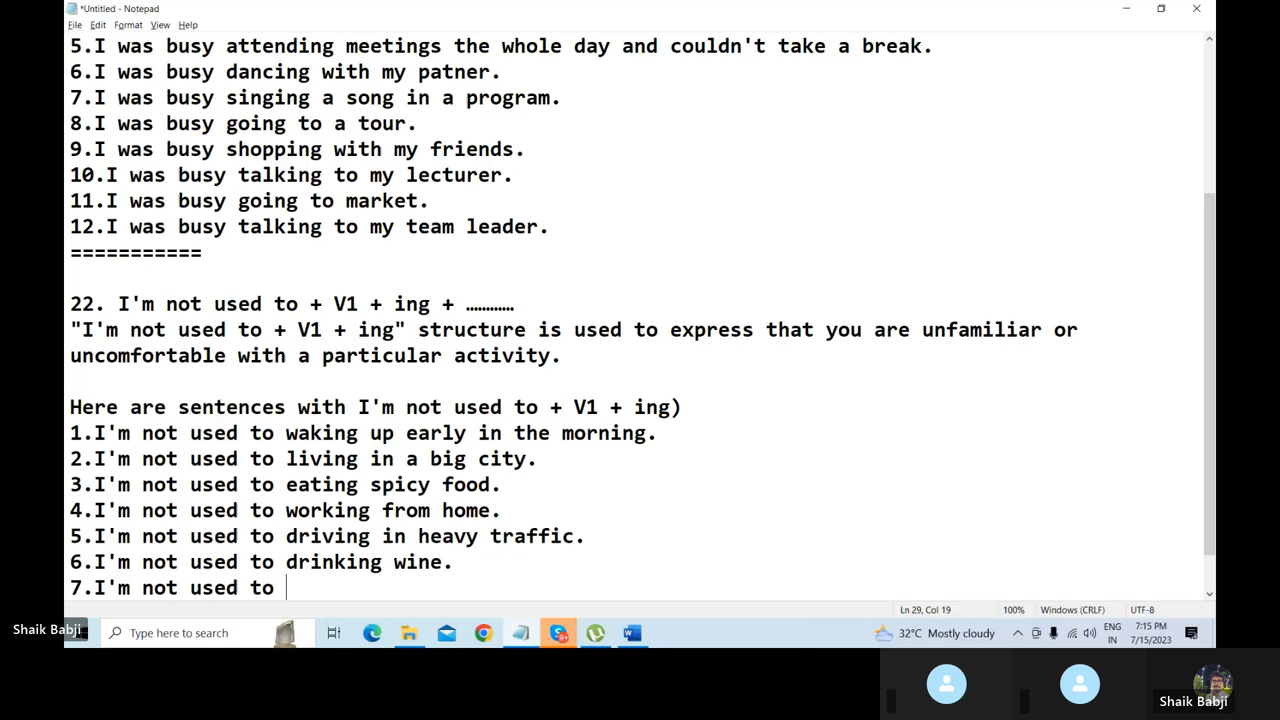 *Untitled - Notepad
File Edit Format View Help
5.I was busy attending meetings the whole day and couldn't take a break.
6.I was busy dancing with my patner.
7.I was busy singing a song in a program.
8.I was busy going to a tour.
9.I was busy shopping with my friends.
10.I was busy talking to my lecturer.
11.I was busy going to market.
12.I was busy talking to my team leader.
===========
22. I'm not used to + V1 + ing + …………
"I'm not used to + V1 + ing" structure is used to express that you are unfamiliar or
uncomfortable with a particular activity.
Here are sentences with I'm not used to + V1 + ing)
1.I'm not used to waking up early in the morning.
2.I'm not used to living in a big city.
3.I'm not used to eating spicy food.
4.I'm not used to working from home.
5.I'm not used to driving in heavy traffic.
6.I'm not used to drinking wine.
7.I'm not used to
Ln 29, Col 19 100% Windows (CRLF) UTF-8
Shaik Babji
Type here to search
32°C Mostly cloudy
ENG
IN
7:15 PM
7/15/2023
Shaik Babji